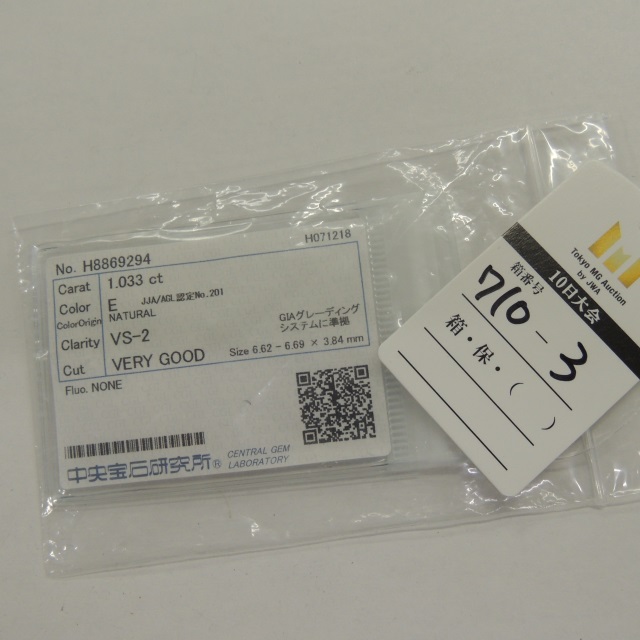 No. H8869294
H071218
Carat 1.033 ct
Color E JJA/AGL認定No.201
ColorOrigin NATURAL
GIAグレーディング
システムに準拠
Clarity VS-2
Cut VERY GOOD Size 6.62 - 6.69 × 3.84 mm
Fluo. NONE
中央宝石研究所® CENTRAL GEM
LABORATORY
Tokyo MG Auction
by JWA
10日大会
箱番号
710-3
箱・保・( )